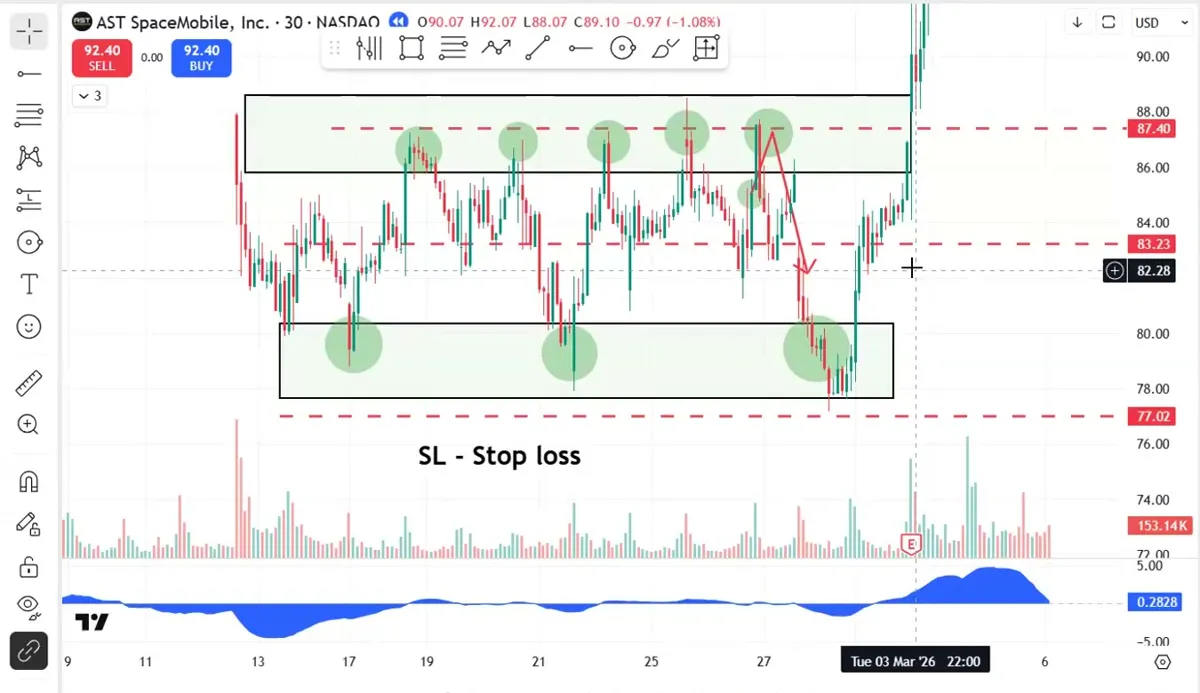 AST SpaceMobile, Inc. · 30 · NASDAQ O90.07 H92.07 L88.07 C89.10 −0.97 (−1.08%)
USD
92.40
SELL
0.00
92.40
BUY
3
90.00
88.00
87.40
86.00
84.00
83.23
82.28
80.00
78.00
77.02
76.00
SL - Stop loss
74.00
153.14K
72.00
E
5.00
0.2828
−5.00
9 11 13 17 19 21 25 27 Tue 03 Mar '26 22:00 6